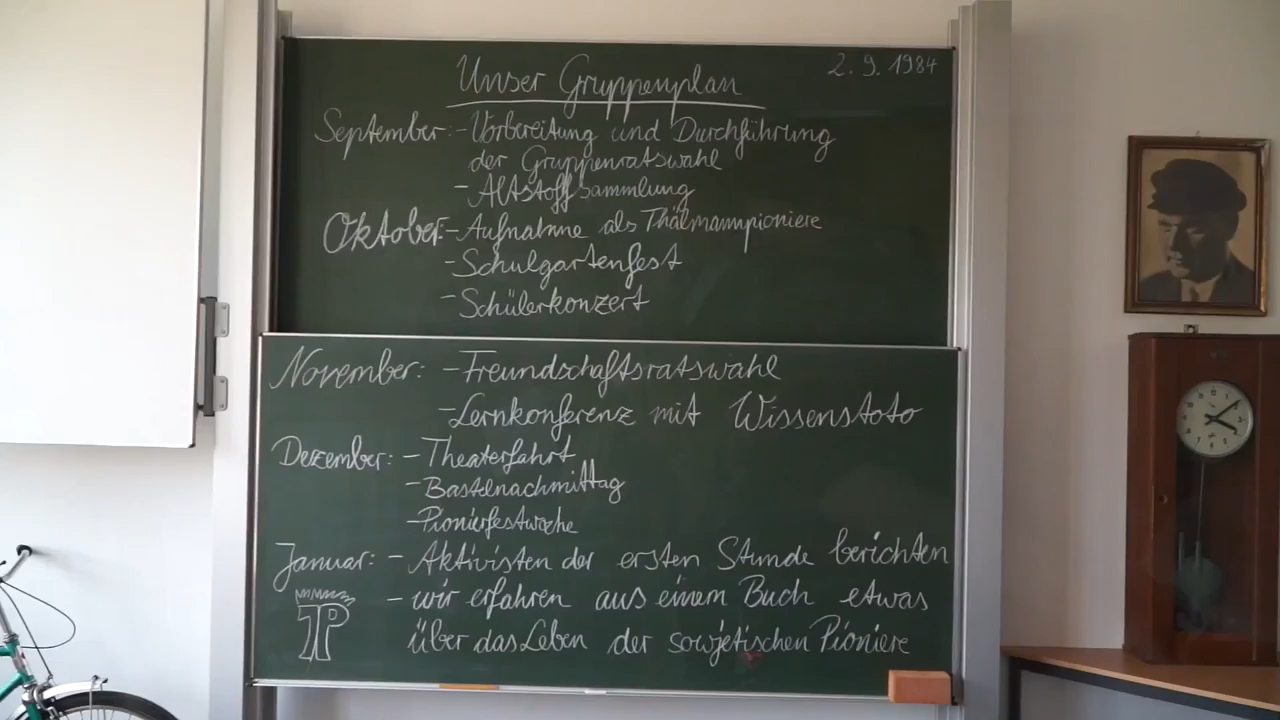 Unser Gruppenplan
2. 9. 1984
September: - Vorbereitung und Durchführung
der Gruppenratswahl
- Altstoffsammlung
Oktober: - Aufnahme als Thälmannpioniere
- Schulgartenfest
- Schülerkonzert
November: - Freundschaftsratswahl
- Lernkonferenz mit Wissenstoto
Dezember: - Theaterfahrt
- Bastelnachmittag
- Pionierfestwoche
Januar: - Aktivisten der ersten Stunde berichten
- wir erfahren aus einem Buch etwas
über das Leben der sowjetischen Pioniere
TP